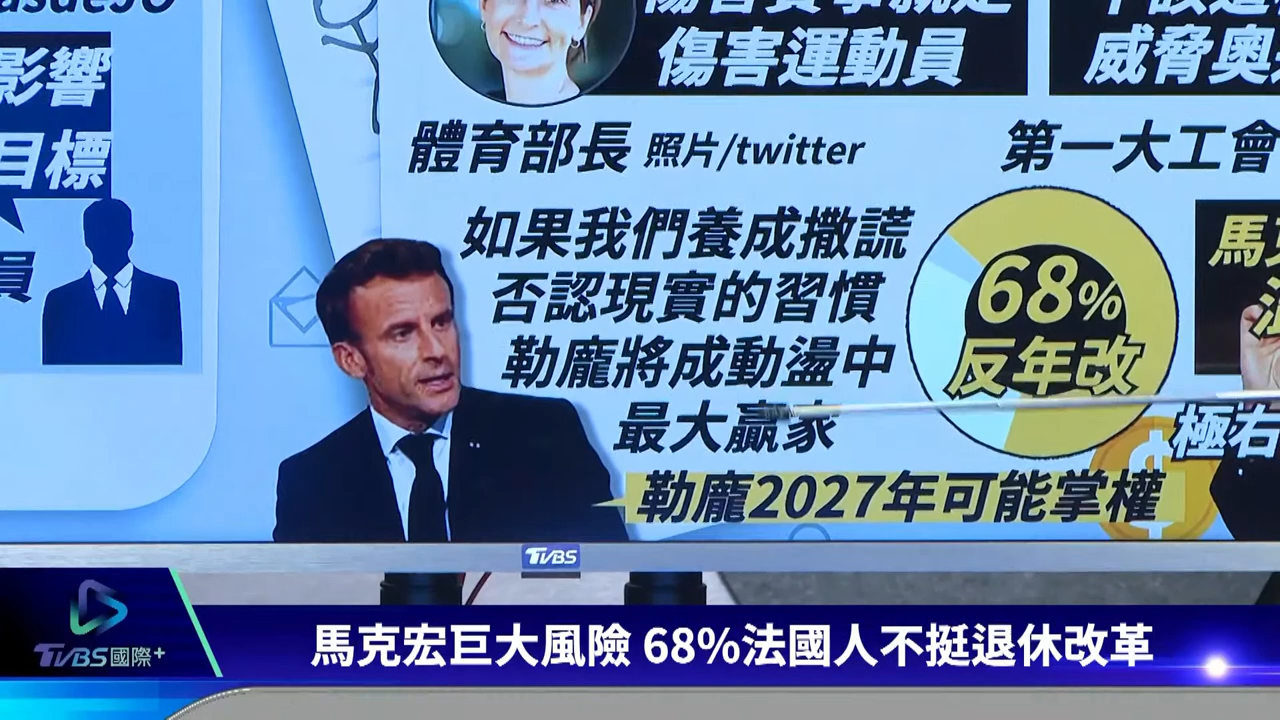 影響
目標
員
傷害運動員
威脅奧
體育部長 照片/twitter
第一大工會
如果我們養成撒謊
否認現實的習慣
勒龐將成動盪中
最大贏家
68%
反年改
極右
勒龐2027年可能掌權
TVBS
TVBS國際+
馬克宏巨大風險 68%法國人不挺退休改革